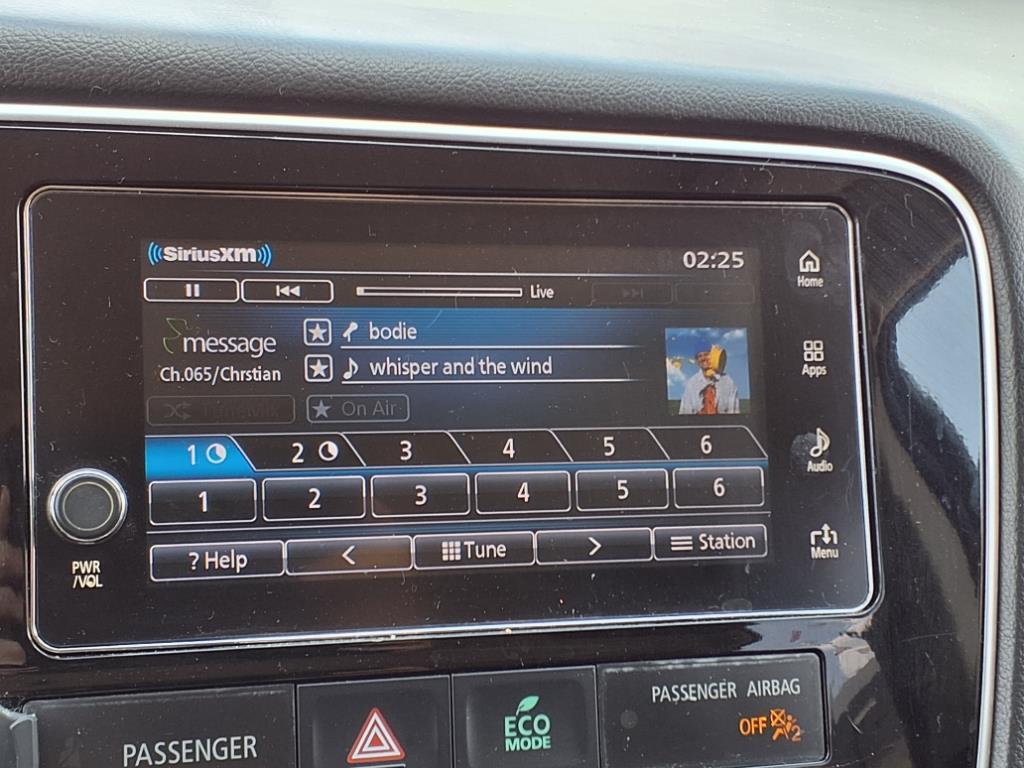 SiriusXM
02:25
Live
Home
message
bodie
Ch.065/Chrstian
whisper and the wind
Apps
TuneMix
On Air
1 2 3 4 5 6
Audio
1 2 3 4 5 6
? Help < Tune > Station
Menu
PWR
/VOL
PASSENGER
ECO
MODE
PASSENGER AIRBAG
OFF
2